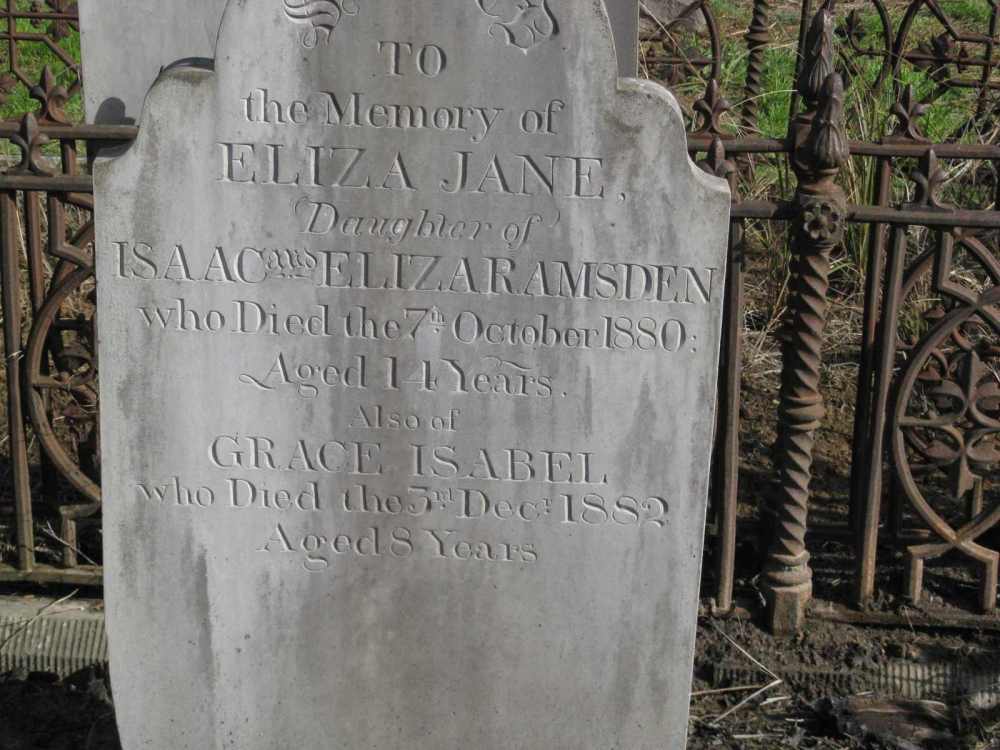 TO
the Memory of
ELIZA JANE,
Daughter of
ISAAC and ELIZA RAMSDEN
who Died the 7th October 1880:
Aged 14 Years.
Also of
GRACE ISABEL
who Died the 3rd Decr 1882
Aged 8 Years